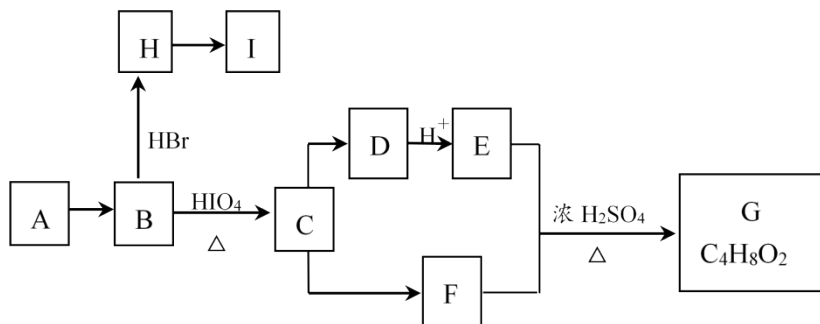 H I
HBr
D H⁺ E
A B HIO₄ △ C
浓 H₂SO₄ △
G
C₄H₈O₂
F